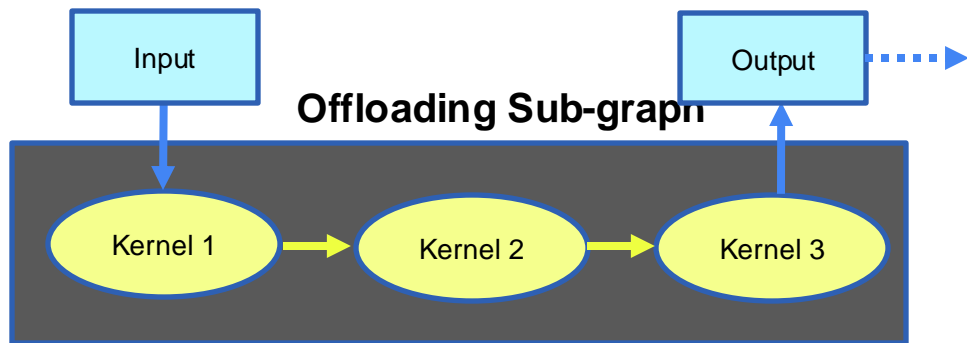 Input
Output
Offloading Sub-graph
Kernel 1
Kernel 2
Kernel 3